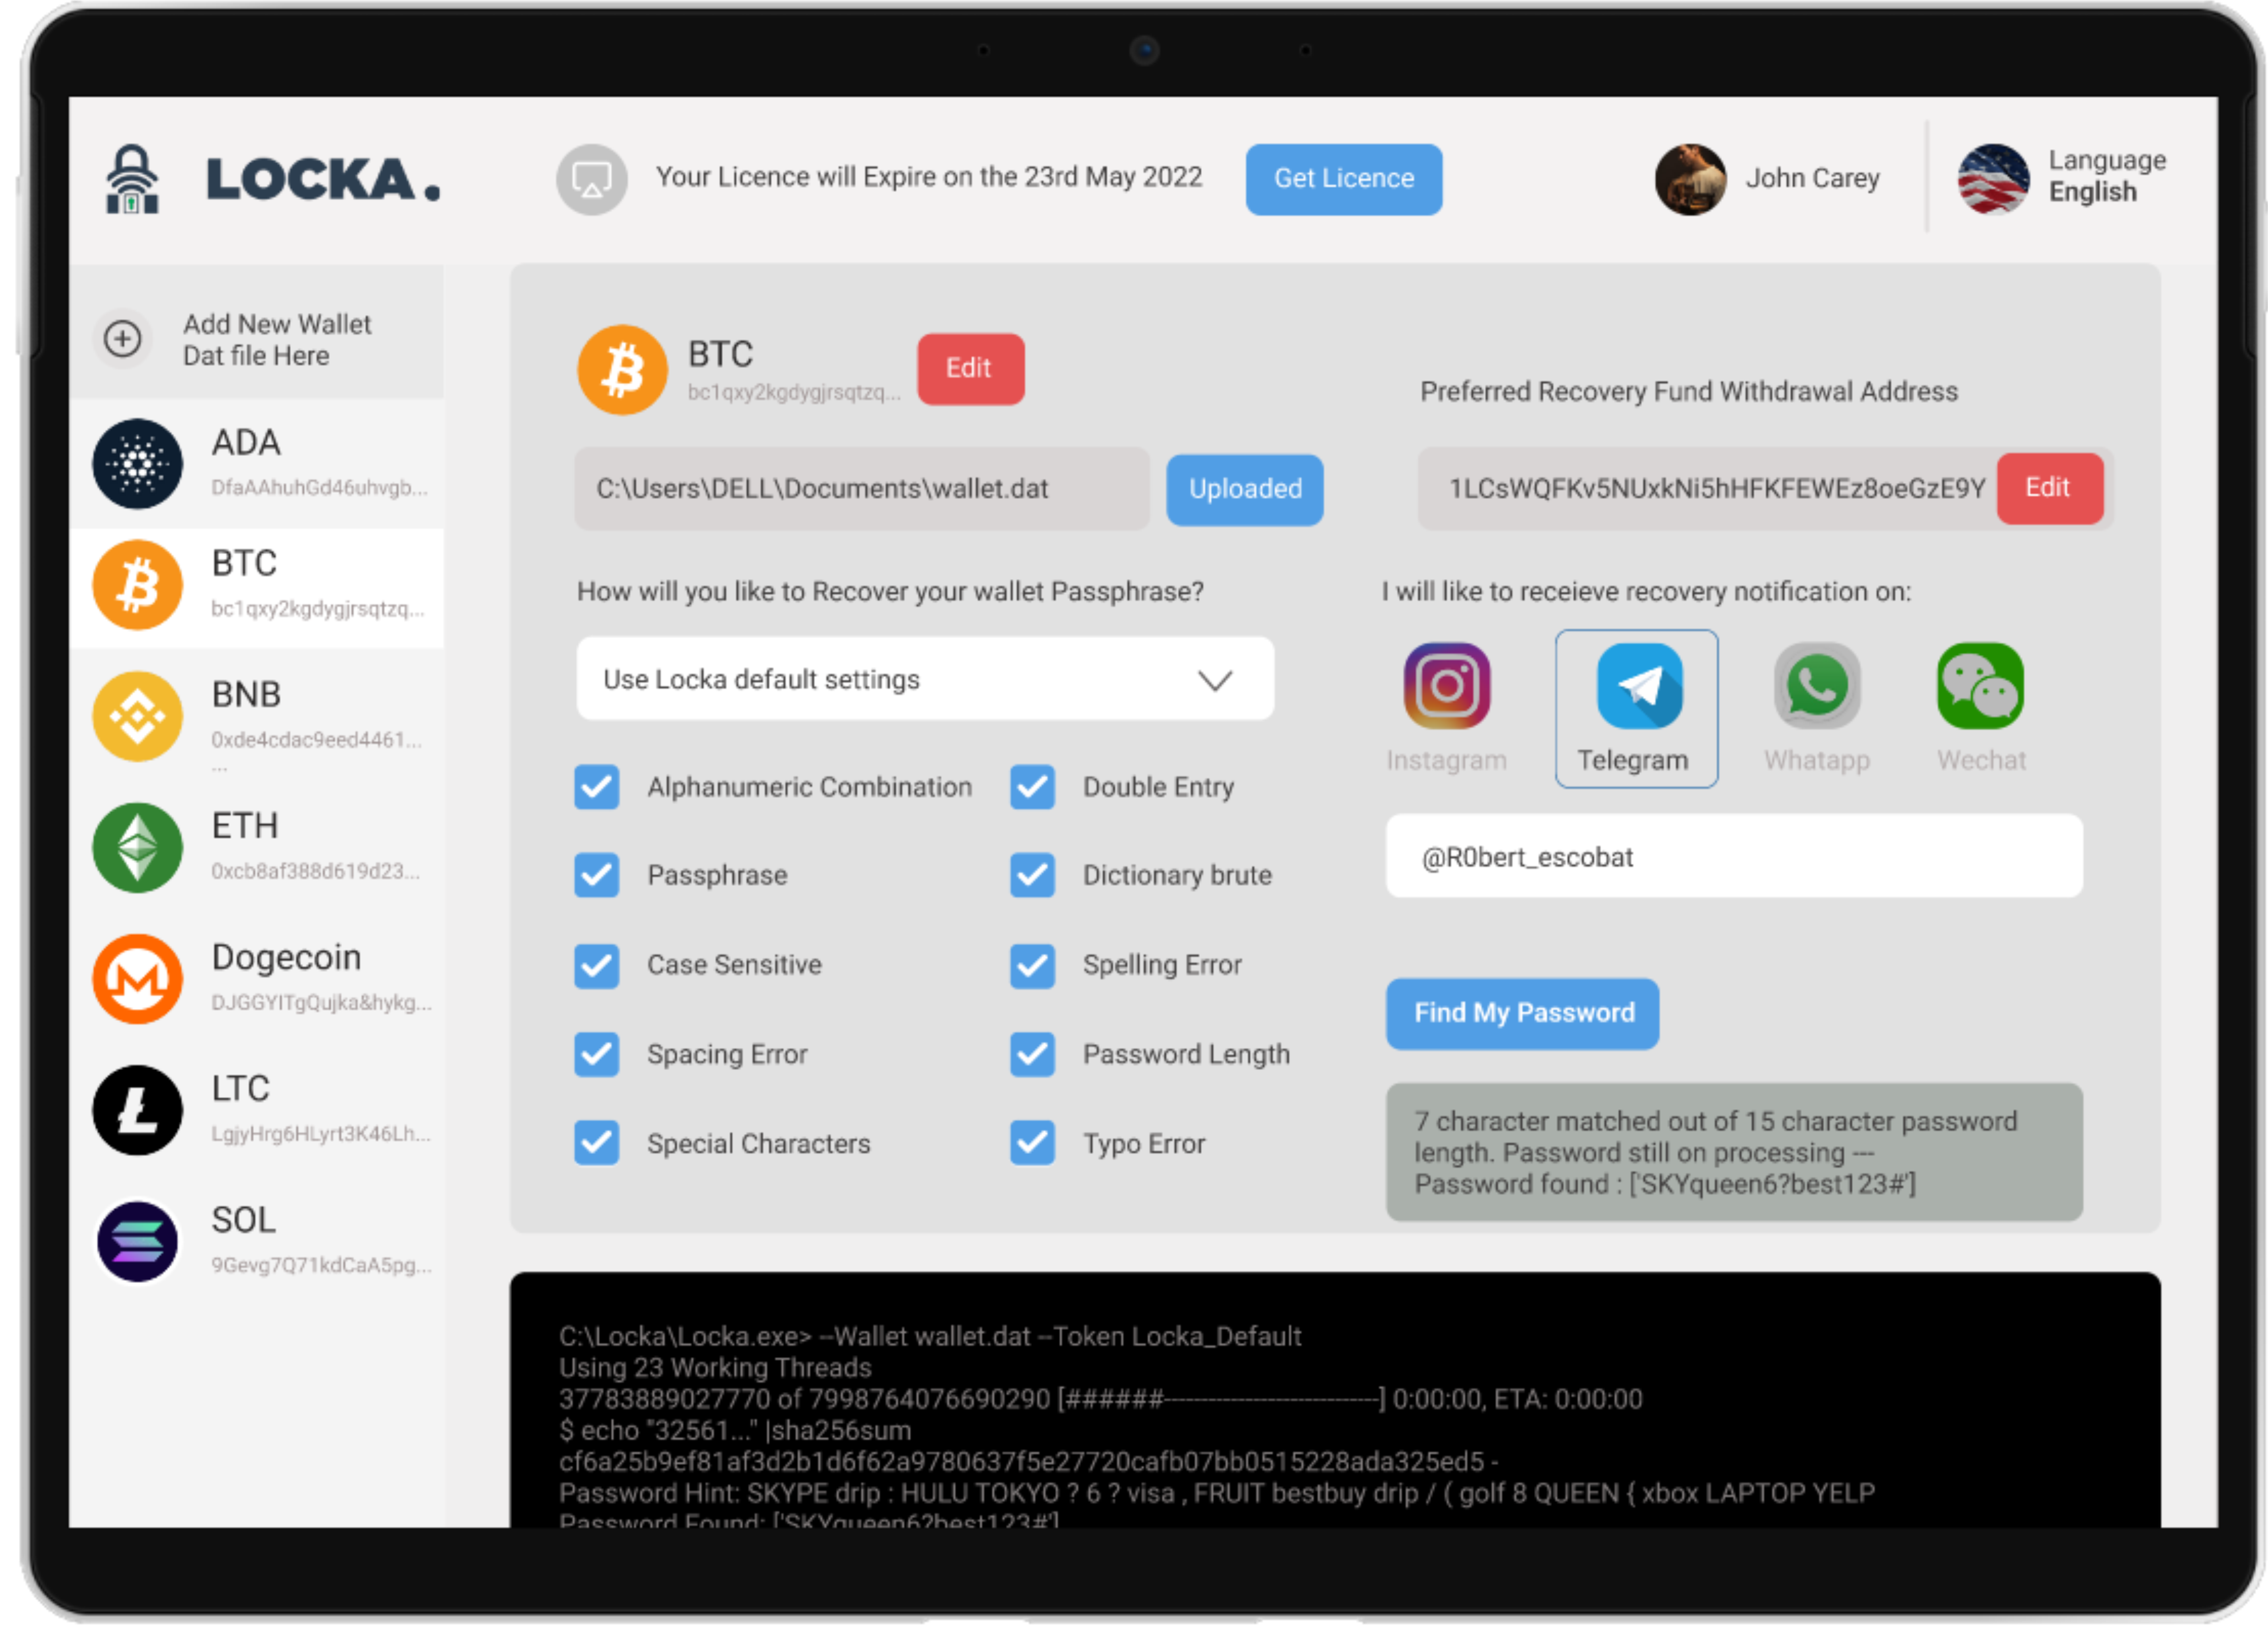 LOCKA.
Your Licence will Expire on the 23rd May 2022
Get Licence
John Carey
Language
English
Add New Wallet
Dat file Here
ADA
DfaAAhuhGd46uhvgb...
BTC
bc1qxy2kgdygjrsqtzq...
BNB
0xde4cdac9eed4461...
...
ETH
0xcb8af388d619d23...
Dogecoin
DJGGYITgQujka&hykg...
LTC
LgjyHrg6HLyrt3K46Lh...
SOL
9Gevg7Q71kdCaA5pg...
BTC
bc1qxy2kgdygjrsqtzq...
Edit
C:\Users\DELL\Documents\wallet.dat
Uploaded
Preferred Recovery Fund Withdrawal Address
1LCsWQFKv5NUxkNi5hHFKFEWEz8oeGzE9Y
Edit
How will you like to Recover your wallet Passphrase?
Use Locka default settings
Alphanumeric Combination
Double Entry
Passphrase
Dictionary brute
Case Sensitive
Spelling Error
Spacing Error
Password Length
Special Characters
Typo Error
I will like to receieve recovery notification on:
Instagram
Telegram
Whatapp
Wechat
@R0bert_escobat
Find My Password
7 character matched out of 15 character password
length. Password still on processing ---
Password found : ['SKYqueen6?best123#']
C:\Locka\Locka.exe> --Wallet wallet.dat --Token Locka_Default
Using 23 Working Threads
37783889027770 of 7998764076690290 [######-----------------------------] 0:00:00, ETA: 0:00:00
$ echo "32561..." |sha256sum
cf6a25b9ef81af3d2b1d6f62a9780637f5e27720cafb07bb0515228ada325ed5 -
Password Hint: SKYPE drip : HULU TOKYO ? 6 ? visa , FRUIT bestbuy drip / ( golf 8 QUEEN { xbox LAPTOP YELP
Password Found: ['SKYqueen6?best123#']